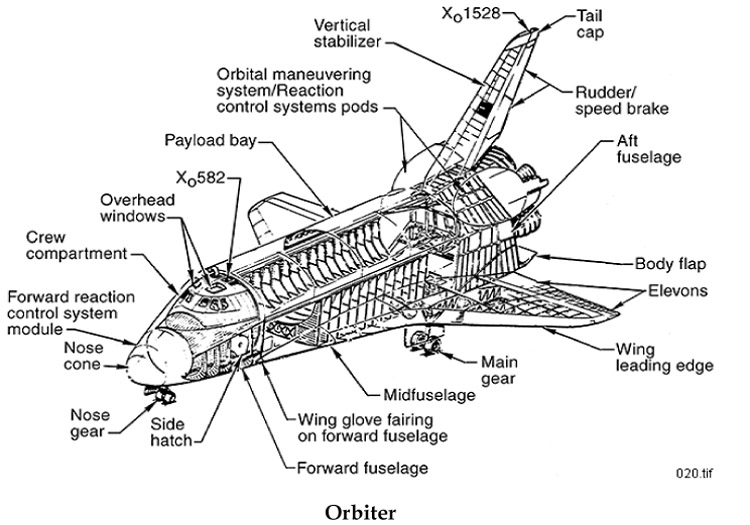 X₀1528
Tail
cap
Vertical
stabilizer
Orbital maneuvering
system/Reaction
control systems pods
Rudder/
speed brake
Payload bay
Aft
fuselage
X₀582
Overhead
windows
Crew
compartment
Body flap
Elevons
Forward reaction
control system
module
Nose
cone
Wing
leading edge
Main
gear
Midfuselage
Nose
gear
Side
hatch
Wing glove fairing
on forward fuselage
Forward fuselage
020.tif
Orbiter